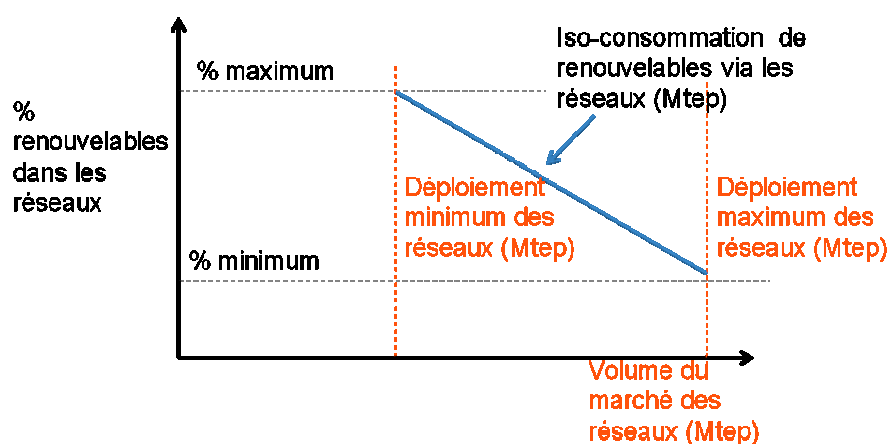 Iso-consommation de
renouvelables via les
réseaux (Mtep)
% maximum
%
renouvelables
dans les
réseaux
Déploiement
minimum des
réseaux (Mtep)
Déploiement
maximum des
réseaux (Mtep)
% minimum
Volume du
marché des
réseaux (Mtep)